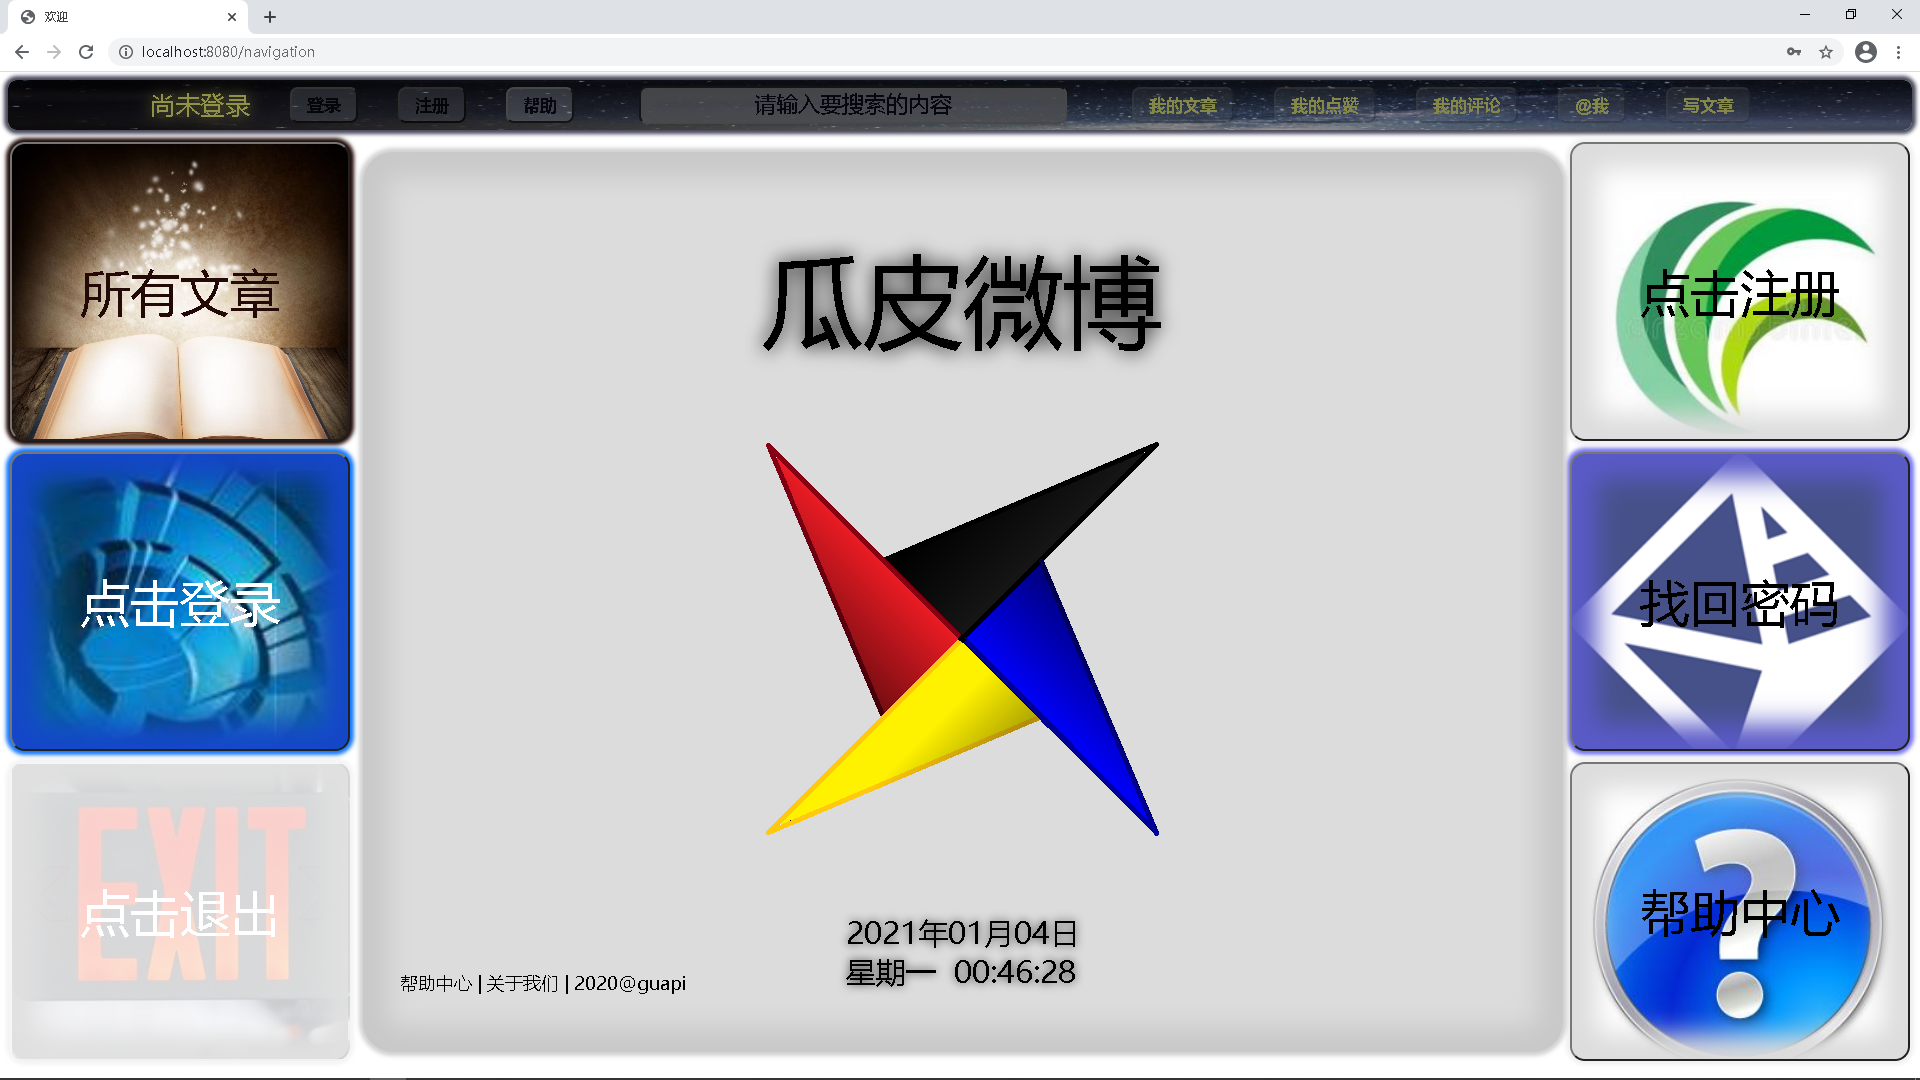 欢迎
localhost:8080/navigation
尚未登录 登录 注册 帮助 请输入要搜索的内容 我的文章 我的点赞 我的评论 @我 写文章
所有文章
点击登录
EXIT
点击退出
瓜皮微博
2021年01月04日
星期一 00:46:28
帮助中心 | 关于我们 | 2020@guapi
点击注册
找回密码
帮助中心